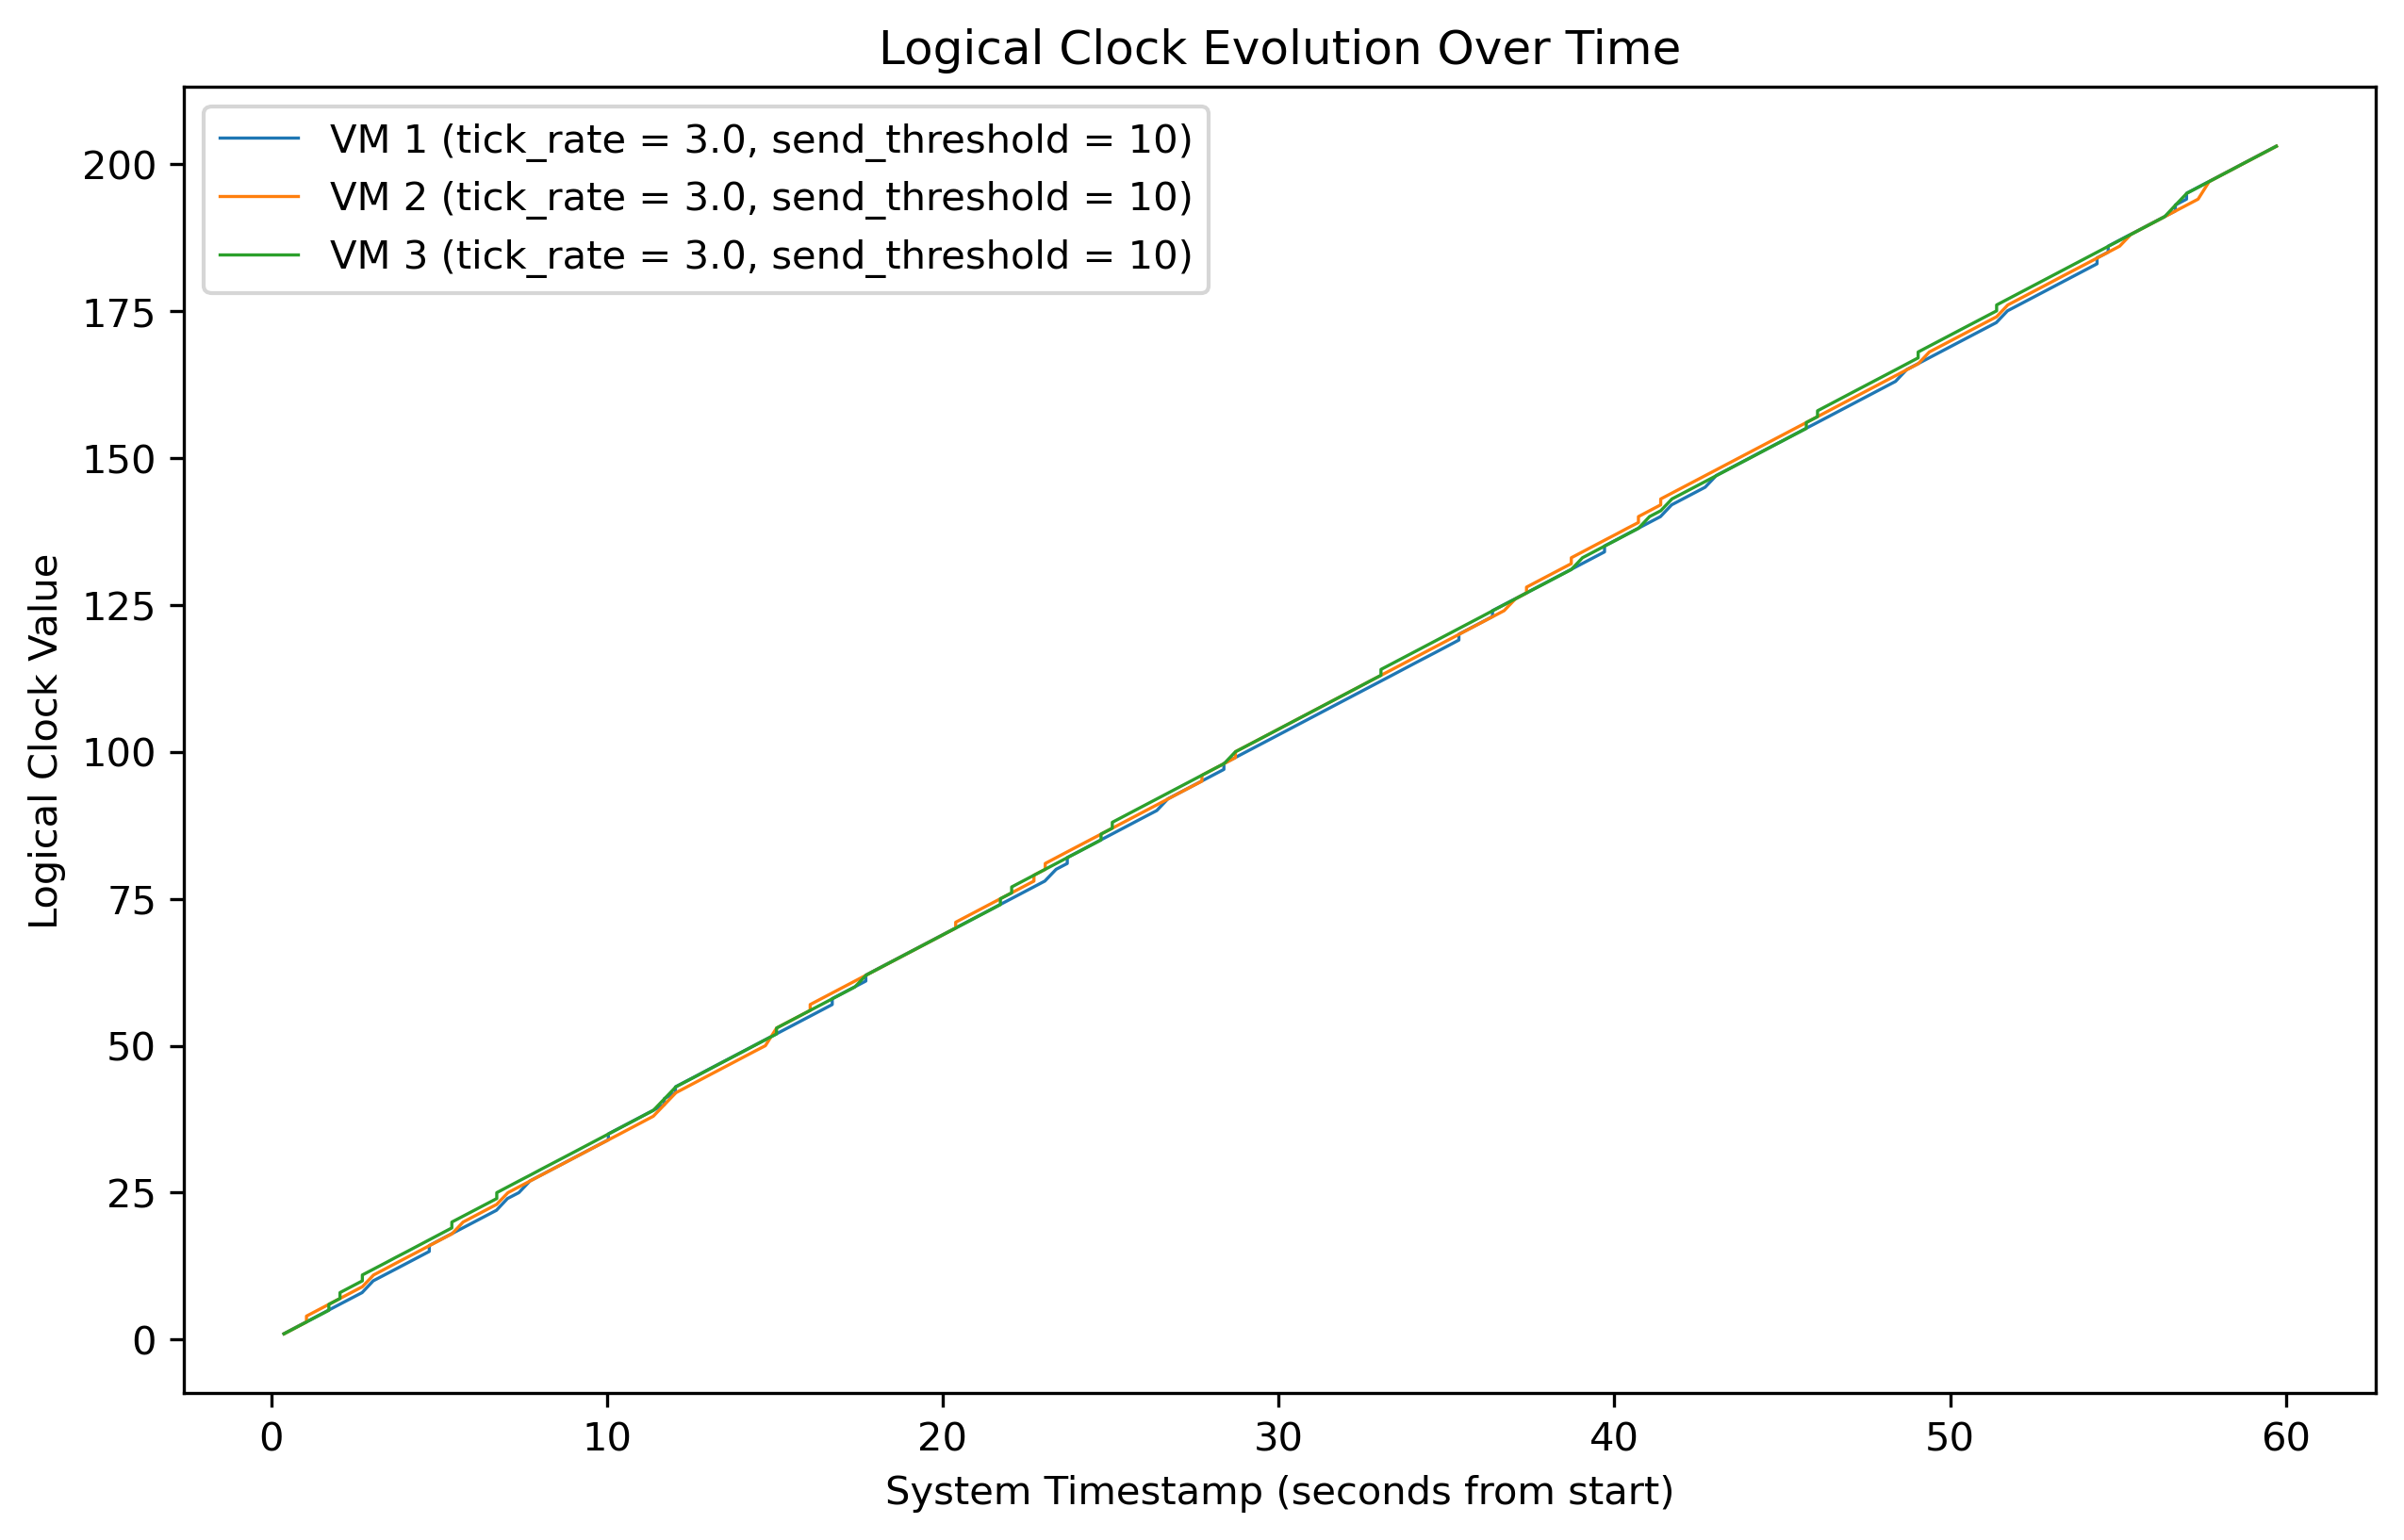 Logical Clock Evolution Over Time
VM 1 (tick_rate = 3.0, send_threshold = 10)
VM 2 (tick_rate = 3.0, send_threshold = 10)
VM 3 (tick_rate = 3.0, send_threshold = 10)
Logical Clock Value
200
175
150
125
100
75
50
25
0
0 10 20 30 40 50 60
System Timestamp (seconds from start)